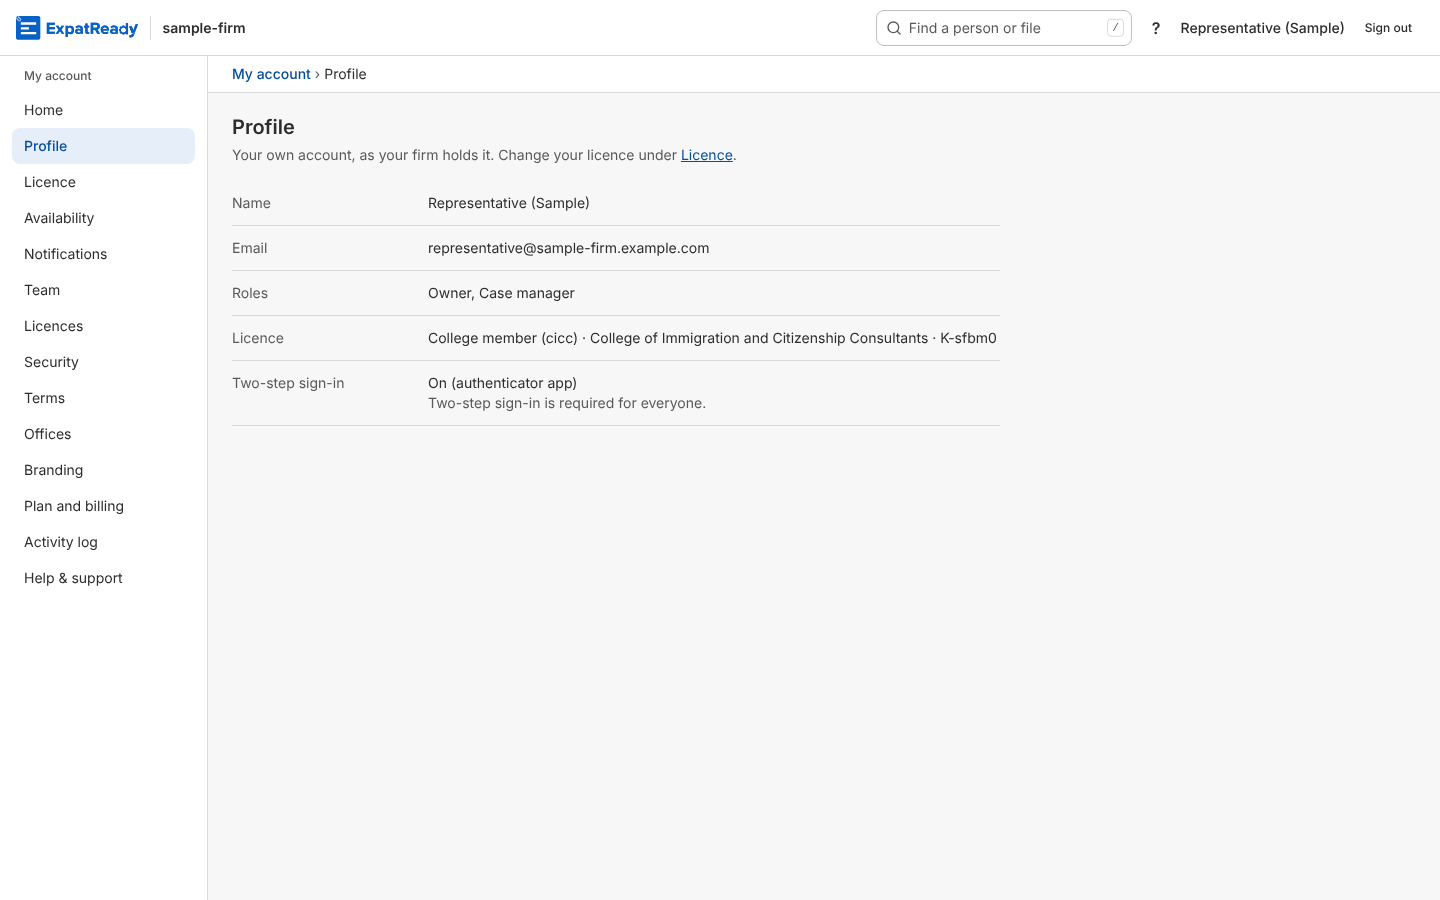 ExpatReady
sample-firm
Find a person or file
/
?
Representative (Sample)
Sign out
My account
Home
Profile
Licence
Availability
Notifications
Team
Licences
Security
Terms
Offices
Branding
Plan and billing
Activity log
Help & support
My account › Profile
Profile
Your own account, as your firm holds it. Change your licence under Licence.
Name
Representative (Sample)
Email
representative@sample-firm.example.com
Roles
Owner, Case manager
Licence
College member (cicc) · College of Immigration and Citizenship Consultants · K-sfbm0
Two-step sign-in
On (authenticator app)
Two-step sign-in is required for everyone.